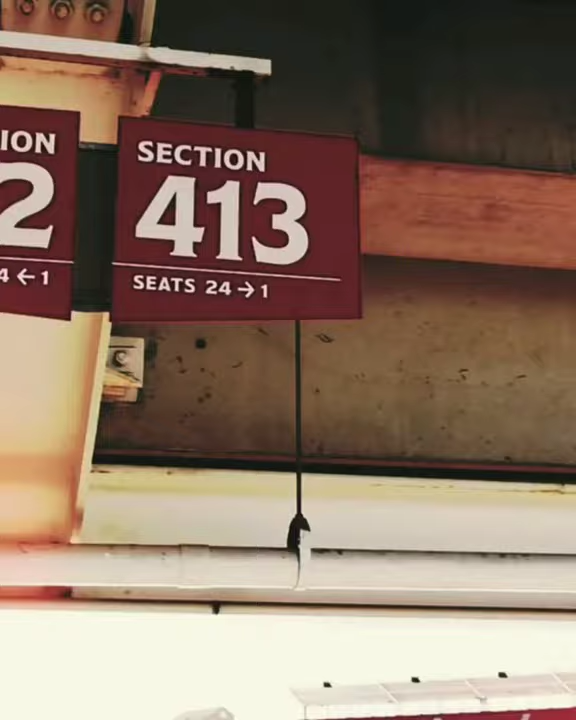 ION
2
4 ← 1
SECTION
413
SEATS 24 → 1